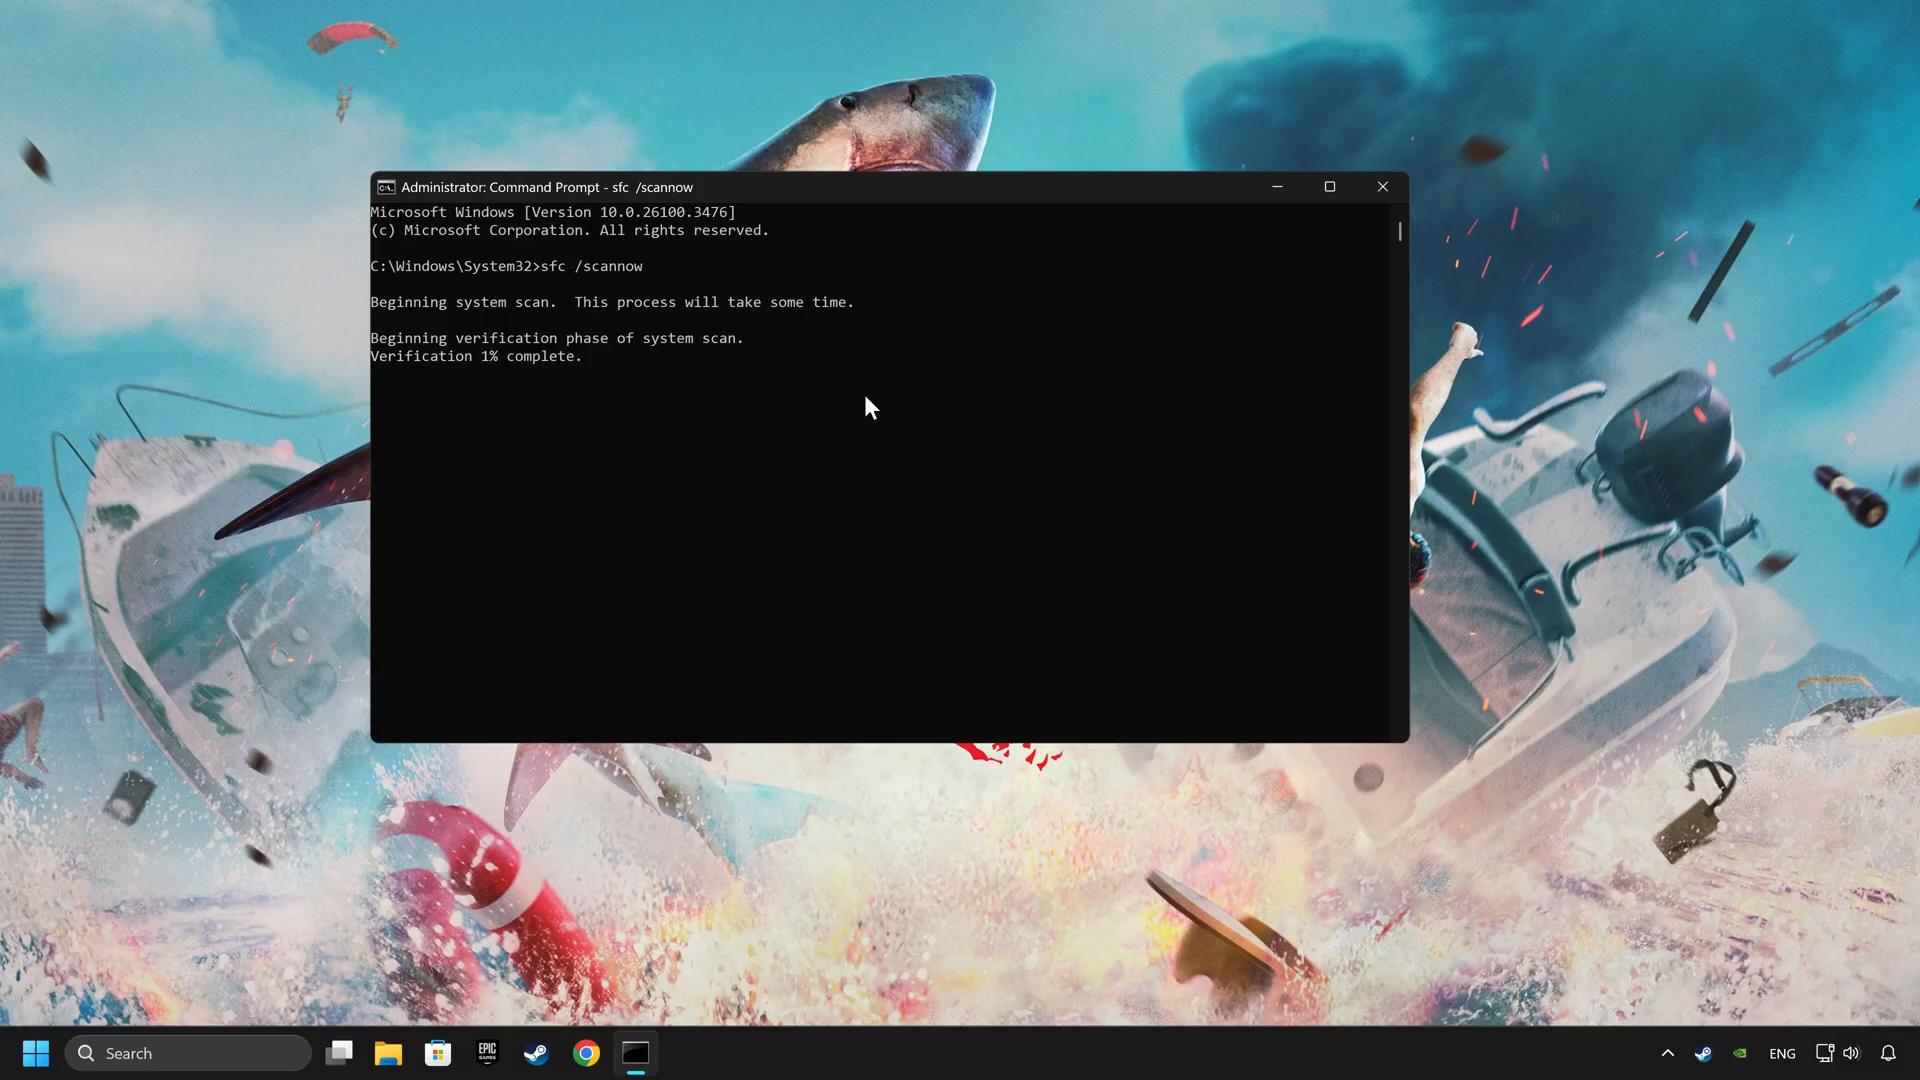 Administrator: Command Prompt - sfc  /scannow
Microsoft Windows [Version 10.0.26100.3476]
(c) Microsoft Corporation. All rights reserved.
C:\Windows\System32>sfc /scannow
Beginning system scan.  This process will take some time.
Beginning verification phase of system scan.
Verification 1% complete.
Search
EPIC
GAMES
ENG